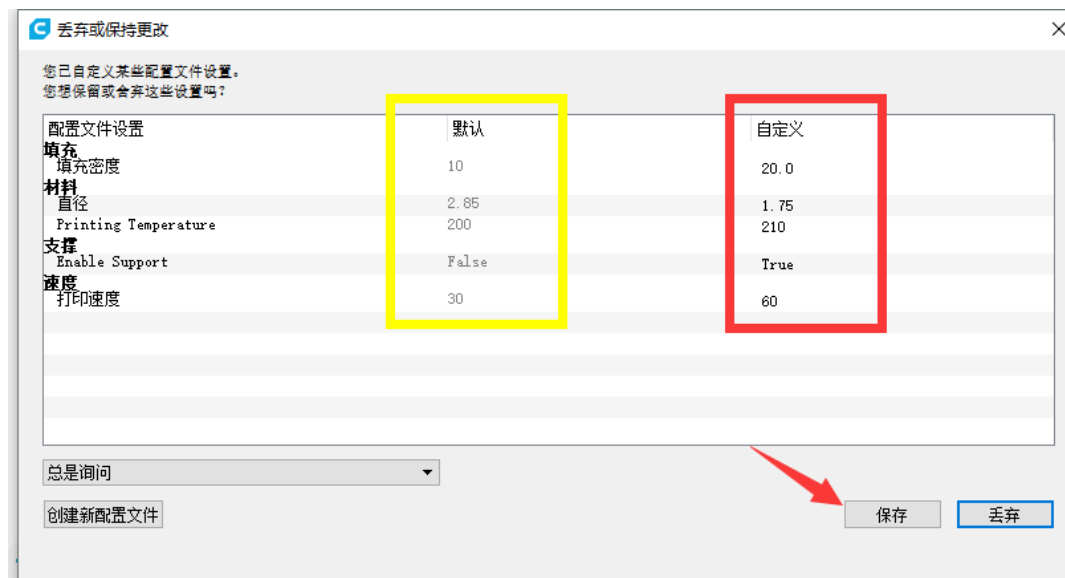 丢弃或保持更改
您已自定义某些配置文件设置。
您想保留或舍弃这些设置吗?
配置文件设置 默认 自定义
填充
填充密度 10 20.0
材料
直径 2.85 1.75
Printing Temperature 200 210
支撑
Enable Support False True
速度
打印速度 30 60
总是询问
创建新配置文件 保存 丢弃